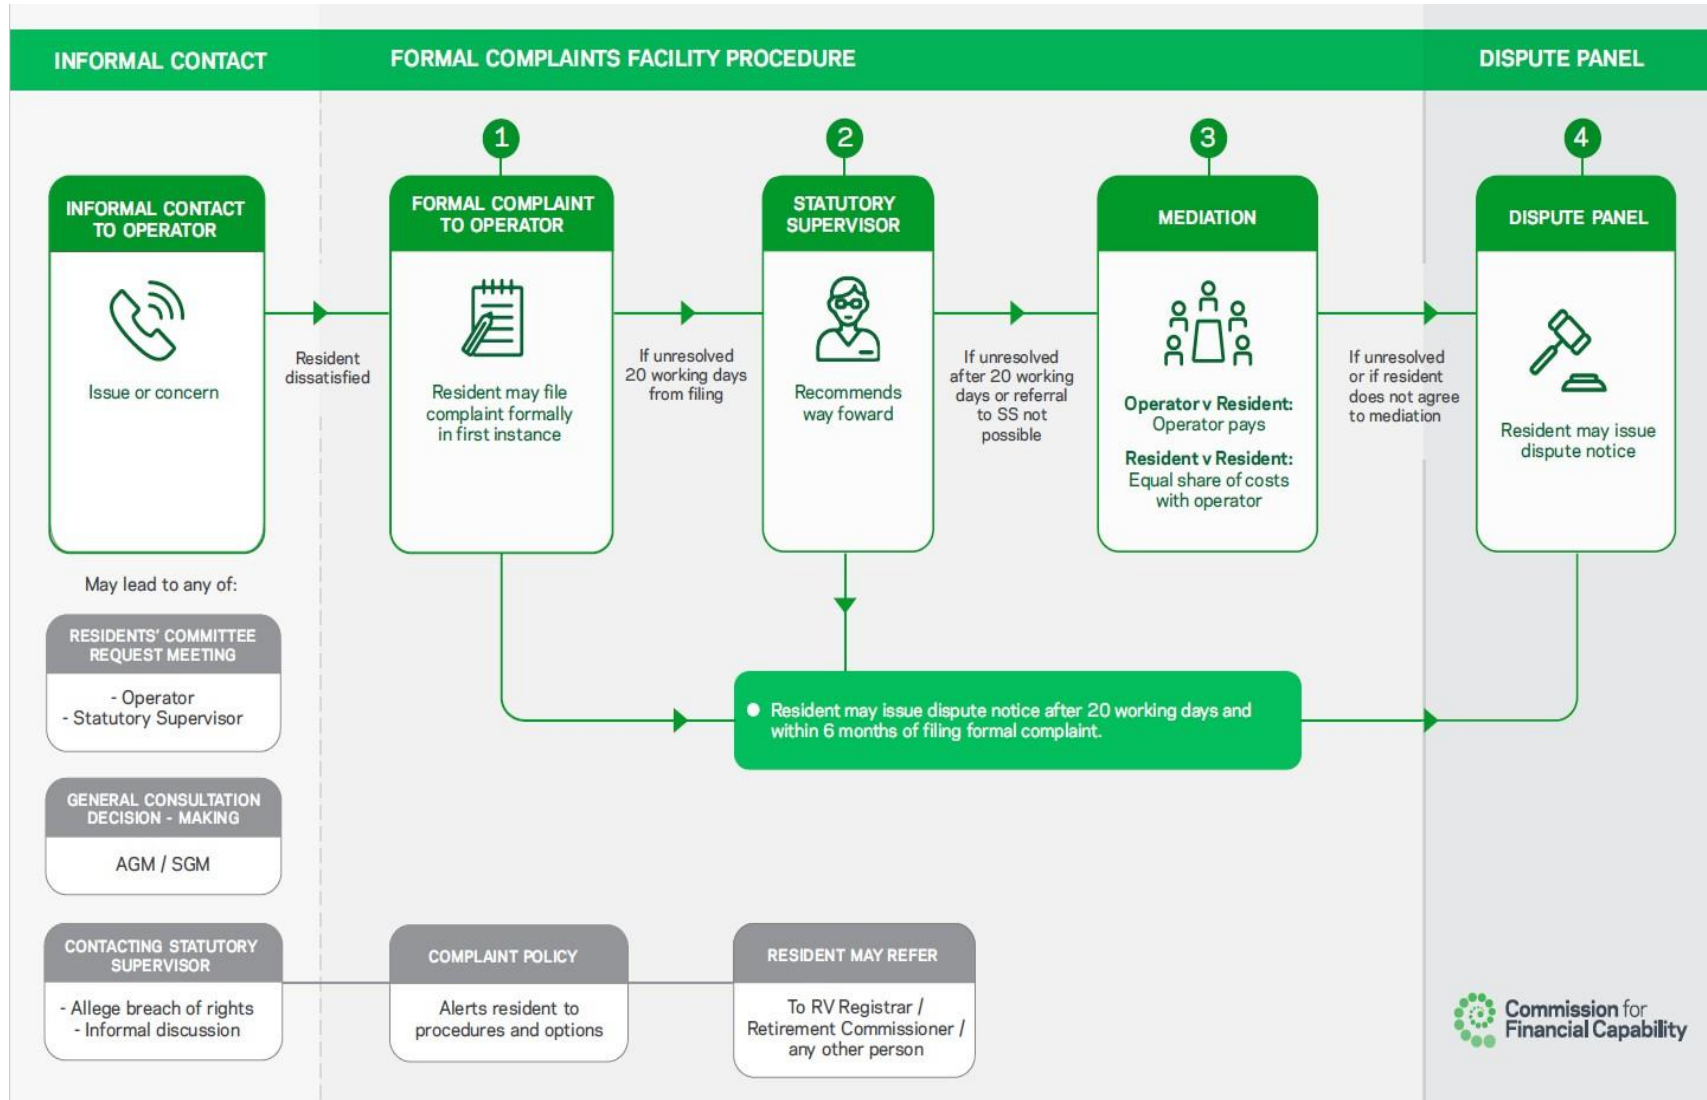 INFORMAL CONTACT
FORMAL COMPLAINTS FACILITY PROCEDURE
DISPUTE PANEL
1
2
3
4
INFORMAL CONTACT
TO OPERATOR
Issue or concern
Resident
dissatisfied
FORMAL COMPLAINT
TO OPERATOR
Resident may file
complaint formally
in first instance
If unresolved
20 working days
from filing
STATUTORY
SUPERVISOR
Recommends
way foward
If unresolved
after 20 working
days or referral
to SS not
possible
MEDIATION
Operator v Resident:
Operator pays
Resident v Resident:
Equal share of costs
with operator
If unresolved
or if resident
does not agree
to mediation
DISPUTE PANEL
Resident may issue
dispute notice
May lead to any of:
RESIDENTS' COMMITTEE
REQUEST MEETING
- Operator
- Statutory Supervisor
Resident may issue dispute notice after 20 working days and
within 6 months of filing formal complaint.
GENERAL CONSULTATION
DECISION - MAKING
AGM / SGM
CONTACTING STATUTORY
SUPERVISOR
- Allege breach of rights
- Informal discussion
COMPLAINT POLICY
Alerts resident to
procedures and options
RESIDENT MAY REFER
To RV Registrar /
Retirement Commissioner /
any other person
Commission for
Financial Capability